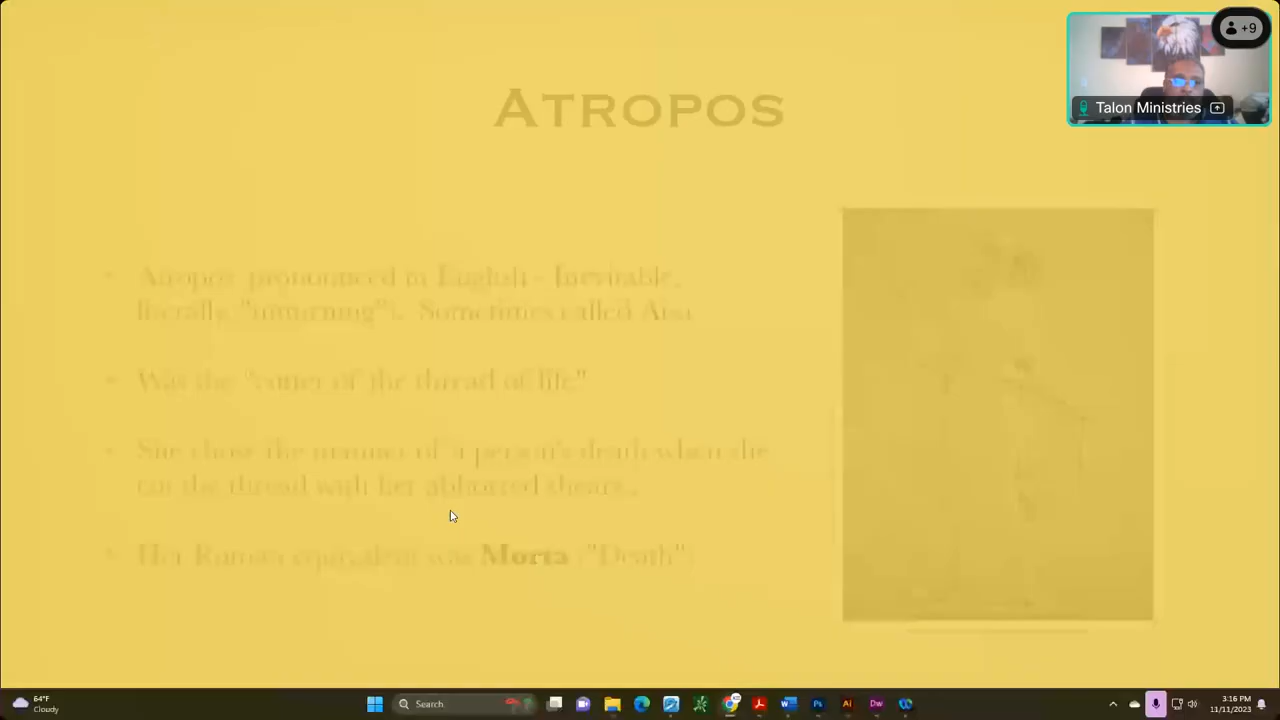 +9
Talon Ministries
ATROPOS
• Atropos pronounced in English - Inevitable,
literally, "unturning"). Sometimes called Aisa
• Was the "cutter of the thread of life"
• She chose the manner of a person's death when she
cut the thread with her abhorred shears.
• Her Roman equivalent was Morta ("Death")
64°F
Cloudy
Search
3:16 PM
11/11/2023